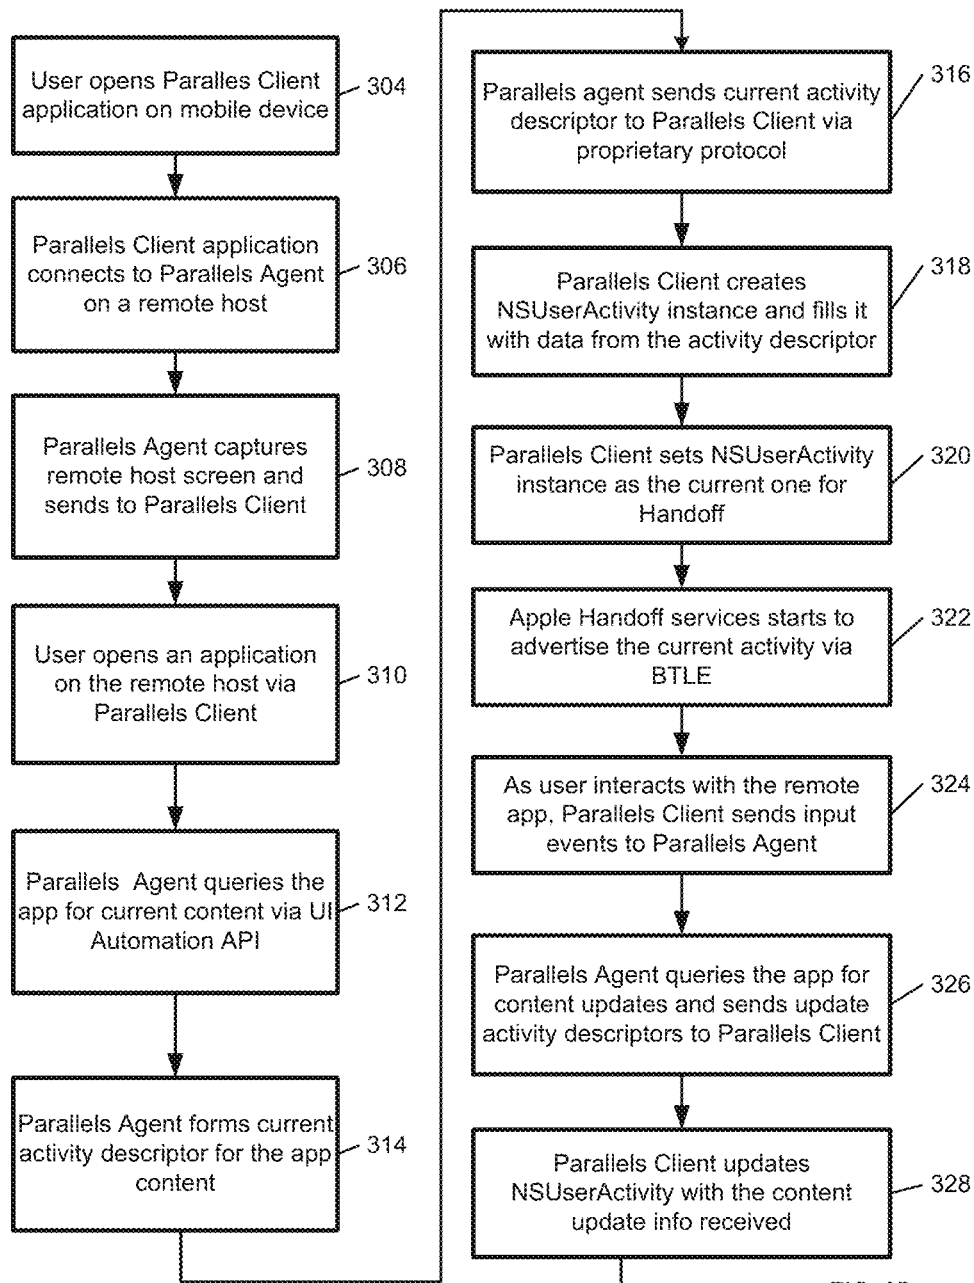 User opens Paralles Client
application on mobile device
304
Parallels Client application
connects to Parallels Agent
on a remote host
306
Parallels Agent captures
remote host screen and
sends to Parallels Client
308
User opens an application
on the remote host via
Parallels Client
310
Parallels Agent queries the
app for current content via UI
Automation API
312
Parallels Agent forms current
activity descriptor for the app
content
314
Parallels agent sends current activity
descriptor to Parallels Client via
proprietary protocol
316
Parallels Client creates
NSUserActivity instance and fills it
with data from the activity descriptor
318
Parallels Client sets NSUserActivity
instance as the current one for
Handoff
320
Apple Handoff services starts to
advertise the current activity via
BTLE
322
As user interacts with the remote
app, Parallels Client sends input
events to Parallels Agent
324
Parallels Agent queries the app for
content updates and sends update
activity descriptors to Parallels Client
326
Parallels Client updates
NSUserActivity with the content
update info received
328